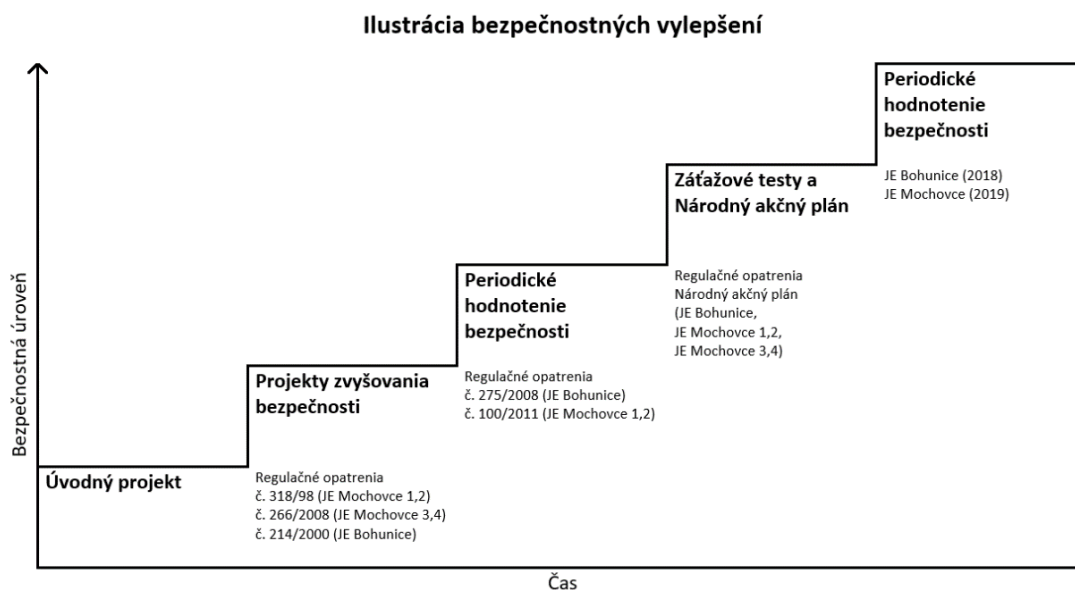 Ilustrácia bezpečnostných vylepšení
Bezpečnostná úroveň
Úvodný projekt
Projekty zvyšovania
bezpečnosti
Regulačné opatrenia
č. 318/98 (JE Mochovce 1,2)
č. 266/2008 (JE Mochovce 3,4)
č. 214/2000 (JE Bohunice)
Periodické
hodnotenie
bezpečnosti
Regulačné opatrenia
č. 275/2008 (JE Bohunice)
č. 100/2011 (JE Mochovce 1,2)
Záťažové testy a
Národný akčný plán
Regulačné opatrenia
Národný akčný plán
(JE Bohunice,
JE Mochovce 1,2,
JE Mochovce 3,4)
Periodické
hodnotenie
bezpečnosti
JE Bohunice (2018)
JE Mochovce (2019)
Čas